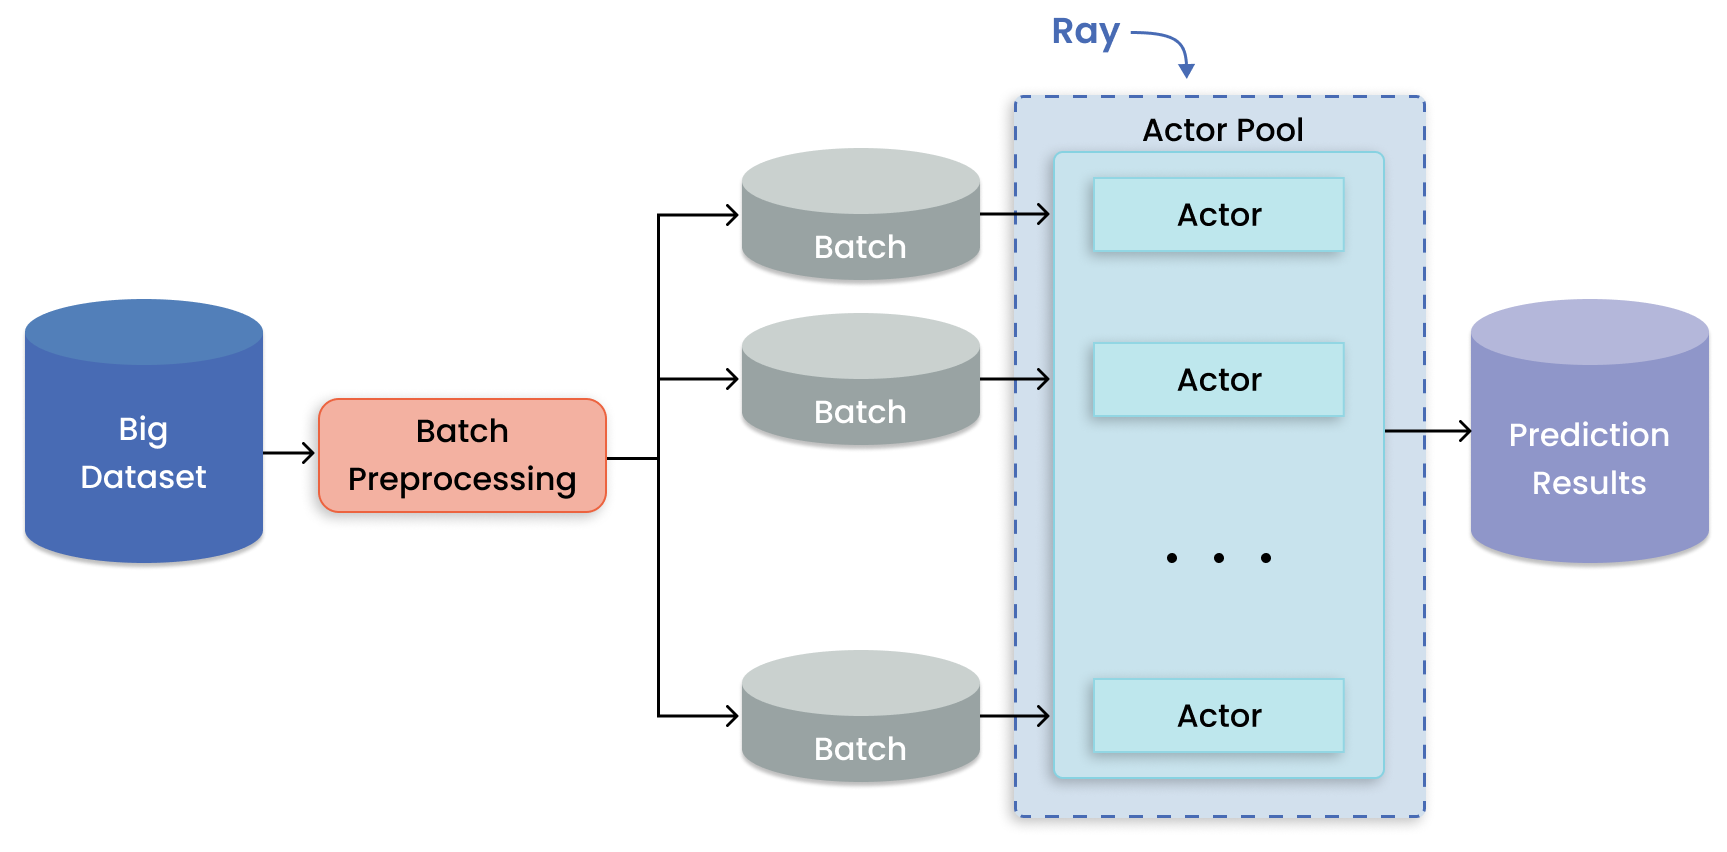 Ray
Actor Pool
Big
Dataset
Batch
Preprocessing
Batch
Batch
Batch
Actor
Actor
Actor
Prediction
Results